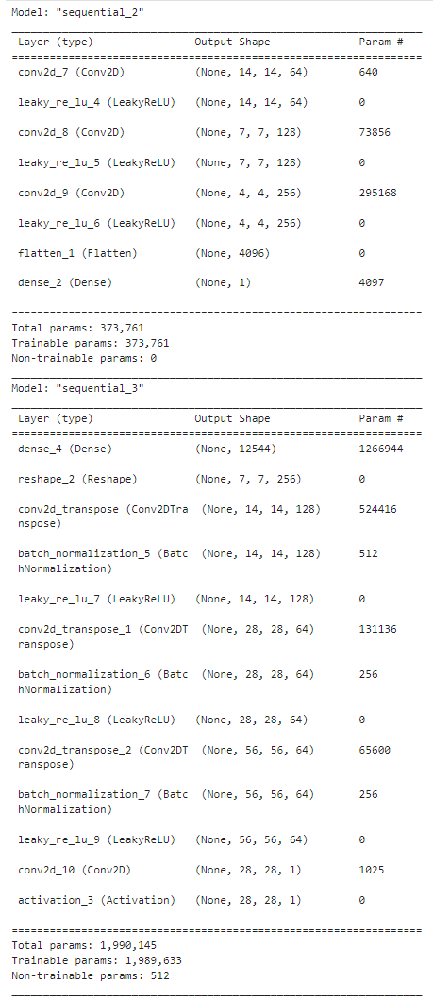 Model: "sequential_2"
Layer (type) Output Shape Param #
conv2d_7 (Conv2D) (None, 14, 14, 64) 640
leaky_re_lu_4 (LeakyReLU) (None, 14, 14, 64) 0
conv2d_8 (Conv2D) (None, 7, 7, 128) 73856
leaky_re_lu_5 (LeakyReLU) (None, 7, 7, 128) 0
conv2d_9 (Conv2D) (None, 4, 4, 256) 295168
leaky_re_lu_6 (LeakyReLU) (None, 4, 4, 256) 0
flatten_1 (Flatten) (None, 4096) 0
dense_2 (Dense) (None, 1) 4097
Total params: 373,761
Trainable params: 373,761
Non-trainable params: 0
Model: "sequential_3"
Layer (type) Output Shape Param #
dense_4 (Dense) (None, 12544) 1266944
reshape_2 (Reshape) (None, 7, 7, 256) 0
conv2d_transpose (Conv2DTra (None, 14, 14, 128) 524416
nspose)
batch_normalization_5 (Batc (None, 14, 14, 128) 512
hNormalization)
leaky_re_lu_7 (LeakyReLU) (None, 14, 14, 128) 0
conv2d_transpose_1 (Conv2DT (None, 28, 28, 64) 131136
ranspose)
batch_normalization_6 (Batc (None, 28, 28, 64) 256
hNormalization)
leaky_re_lu_8 (LeakyReLU) (None, 28, 28, 64) 0
conv2d_transpose_2 (Conv2DT (None, 56, 56, 64) 65600
ranspose)
batch_normalization_7 (Batc (None, 56, 56, 64) 256
hNormalization)
leaky_re_lu_9 (LeakyReLU) (None, 56, 56, 64) 0
conv2d_10 (Conv2D) (None, 28, 28, 1) 1025
activation_3 (Activation) (None, 28, 28, 1) 0
Total params: 1,990,145
Trainable params: 1,989,633
Non-trainable params: 512